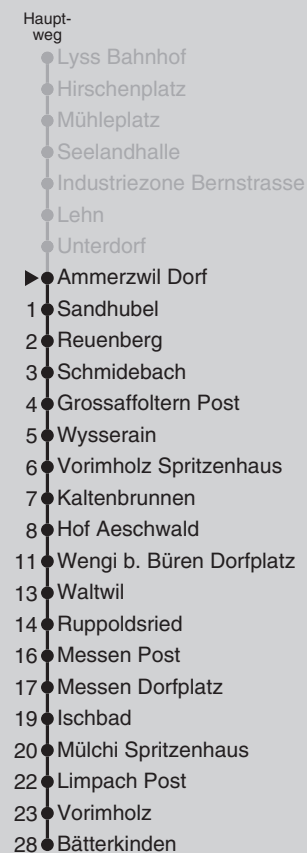 Haupt-
weg
Lyss Bahnhof
Hirschenplatz
Mühleplatz
Seelandhalle
Industriezone Bernstrasse
Lehn
Unterdorf
Ammerzwil Dorf
1 Sandhubel
2 Reuenberg
3 Schmidebach
4 Grossaffoltern Post
5 Wysserain
6 Vorimholz Spritzenhaus
7 Kaltenbrunnen
8 Hof Aeschwald
11 Wengi b. Büren Dorfplatz
13 Waltwil
14 Ruppoldsried
16 Messen Post
17 Messen Dorfplatz
19 Ischbad
20 Mülchi Spritzenhaus
22 Limpach Post
23 Vorimholz
28 Bätterkinden